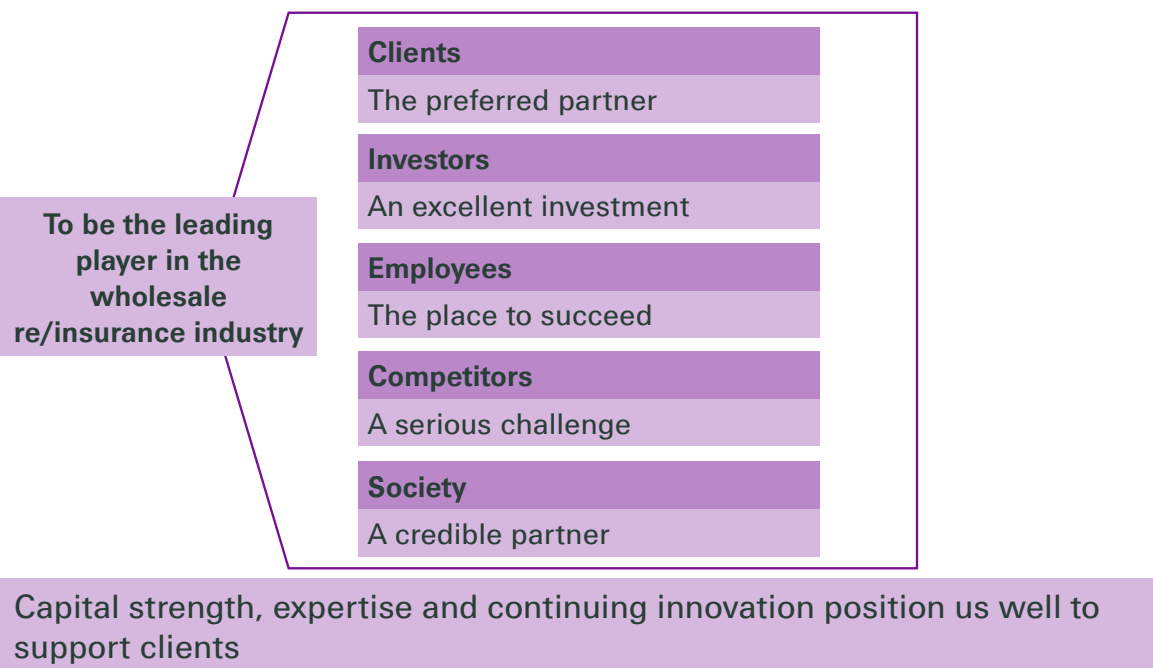 To be the leading
player in the
wholesale
re/insurance industry
Clients
The preferred partner
Investors
An excellent investment
Employees
The place to succeed
Competitors
A serious challenge
Society
A credible partner
Capital strength, expertise and continuing innovation position us well to
support clients